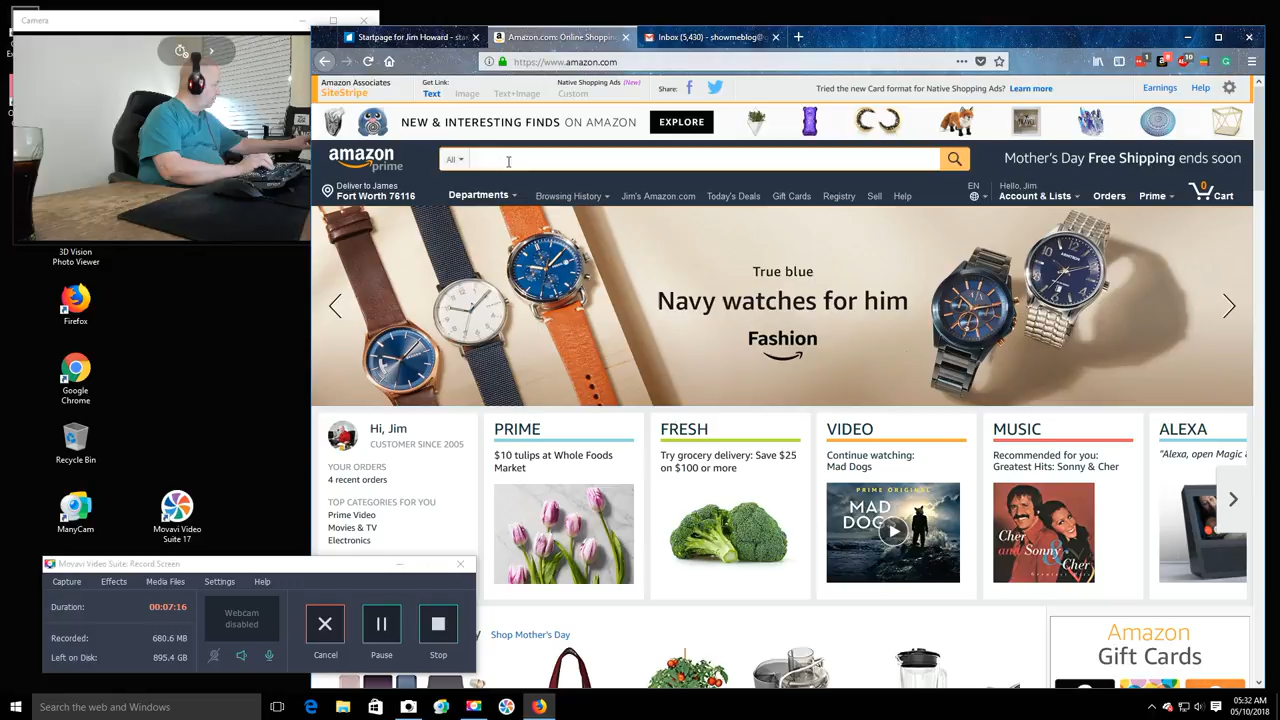 Camera
3D Vision
Photo Viewer
Firefox
Google
Chrome
Recycle Bin
ManyCam
Movavi Video
Suite 17
Movavi Video Suite: Record Screen
Capture Effects Media Files Settings Help
Duration: 00:07:16
Webcam
disabled
Recorded: 680.6 MB
Left on Disk: 895.4 GB
Cancel Pause Stop
Startpage for Jim Howard - star
Amazon.com: Online Shoppin
Inbox (5,430) - showmeblog@
https://www.amazon.com
Amazon Associates
SiteStripe
Get Link:
Text Image Text+Image
Native Shopping Ads (New)
Custom
Share:
Tried the new Card format for Native Shopping Ads? Learn more
Earnings Help
NEW & INTERESTING FINDS ON AMAZON EXPLORE
amazon
prime
All
Mother's Day Free Shipping ends soon
Deliver to James
Fort Worth 76116
Departments Browsing History Jim's Amazon.com Today's Deals Gift Cards Registry Sell Help
EN
Hello, Jim
Account & Lists Orders Prime
0
Cart
True blue
Navy watches for him
Fashion
Hi, Jim
CUSTOMER SINCE 2005
YOUR ORDERS
4 recent orders
TOP CATEGORIES FOR YOU
Prime Video
Movies & TV
Electronics
PRIME
$10 tulips at Whole Foods
Market
FRESH
Try grocery delivery: Save $25
on $100 or more
VIDEO
Continue watching:
Mad Dogs
PRIME ORIGINAL
MAD
MUSIC
Recommended for you:
Greatest Hits: Sonny & Cher
Cher
and Sonny
&
Cher
Greatest Hits
ALEXA
"Alexa, open Magic
Shop Mother's Day
Amazon
Gift Cards
Search the web and Windows
05:32 AM
05/10/2018